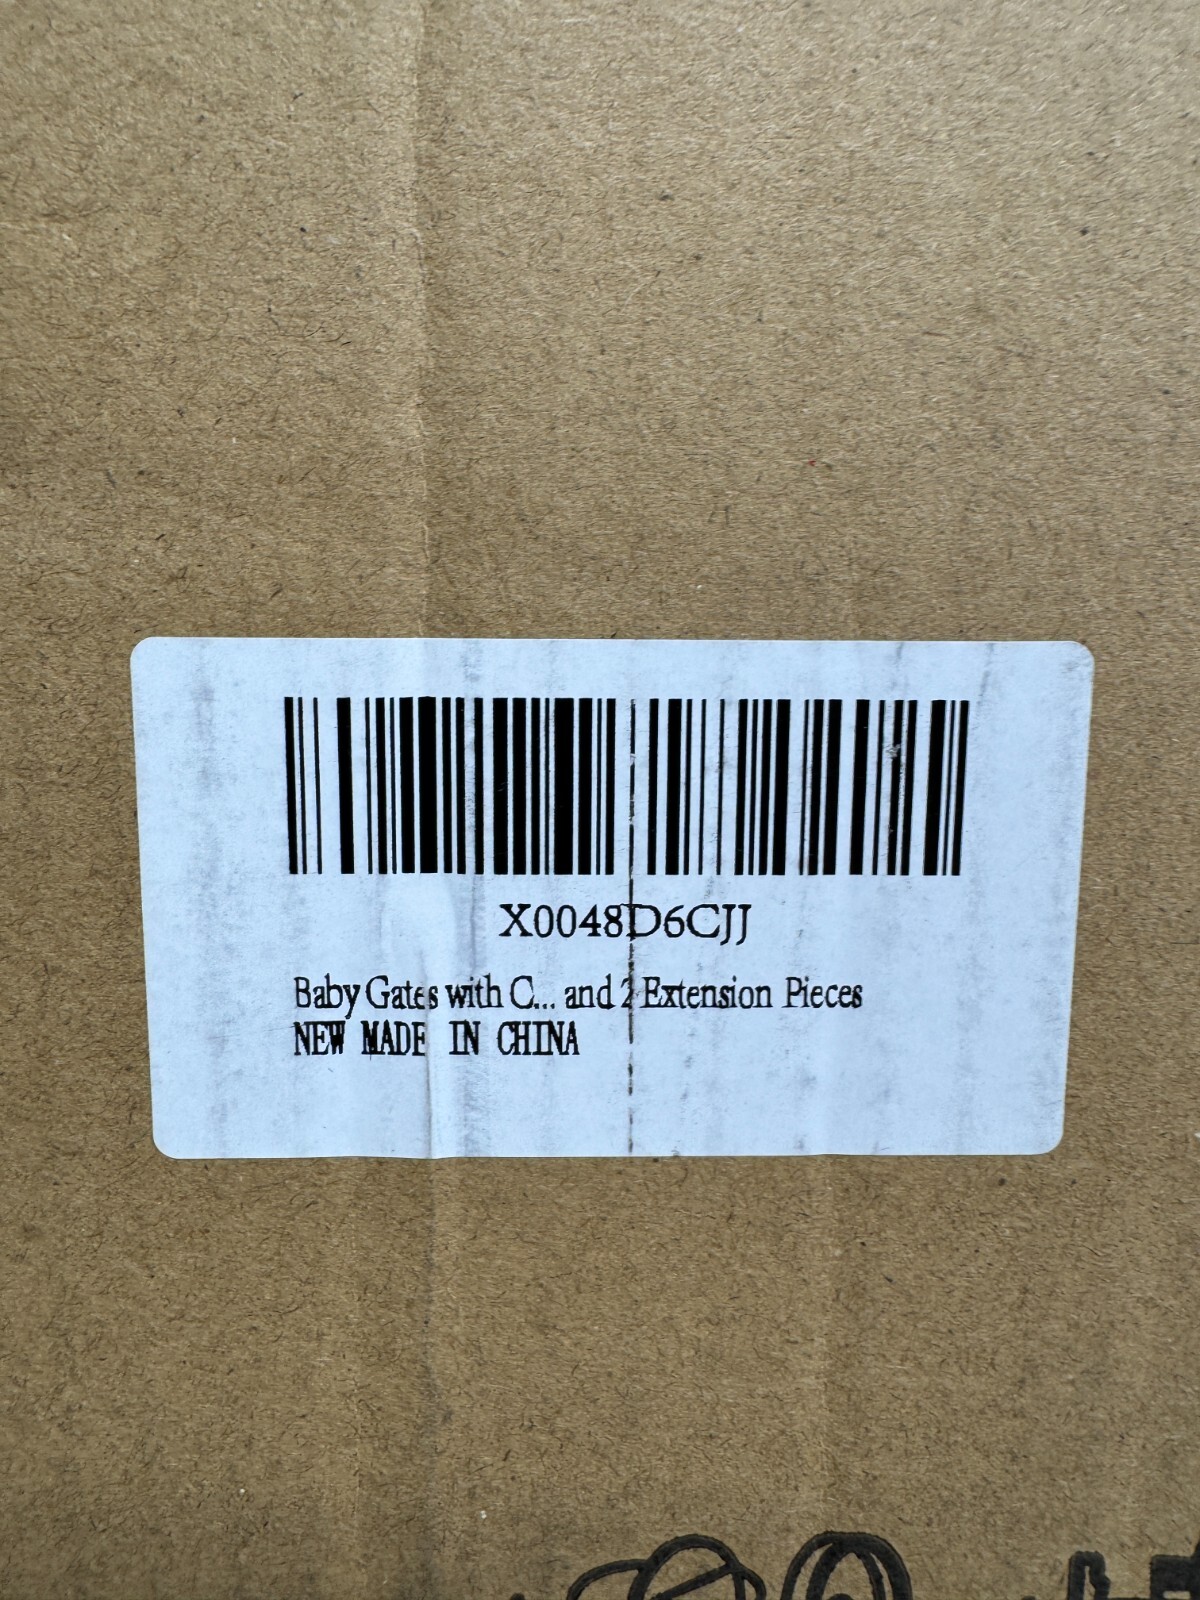 X0048D6CJJ
Baby Gates with C... and 2 Extension Pieces
NEW MADE IN CHINA